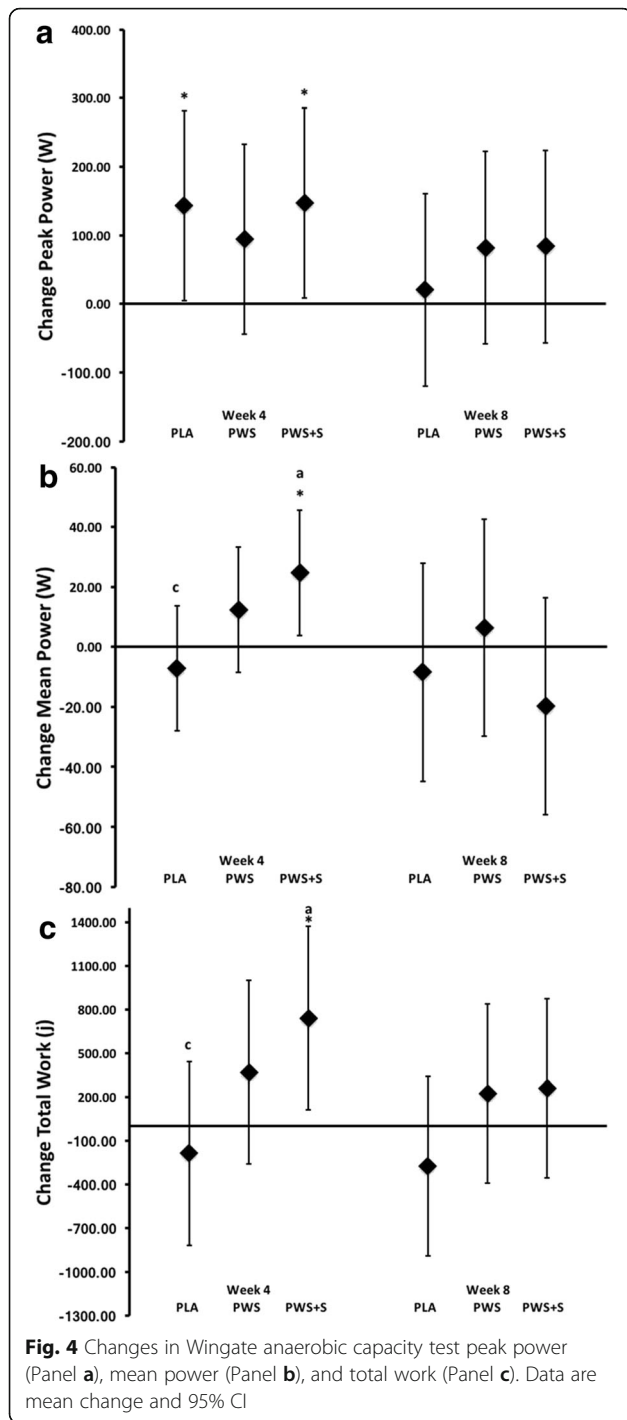 a
400.00
Change Peak Power (W)
300.00
* *
200.00
100.00
0.00
-100.00
Week 4 Week 8
PLA PWS PWS+S PLA PWS PWS+S
-200.00
b
60.00
Change Mean Power (W)
a
*
40.00
c
20.00
0.00
-20.00
-40.00
-60.00
Week 4 Week 8
PLA PWS PWS+S PLA PWS PWS+S
-80.00
c
Change Total Work (j)
a
*
1400.00
1100.00
800.00
c
500.00
200.00
-100.00
-400.00
-700.00
-1000.00
Week 4 Week 8
PLA PWS PWS+S PLA PWS PWS+S
-1300.00
Fig. 4 Changes in Wingate anaerobic capacity test peak power
(Panel a), mean power (Panel b), and total work (Panel c). Data are
mean change and 95% CI